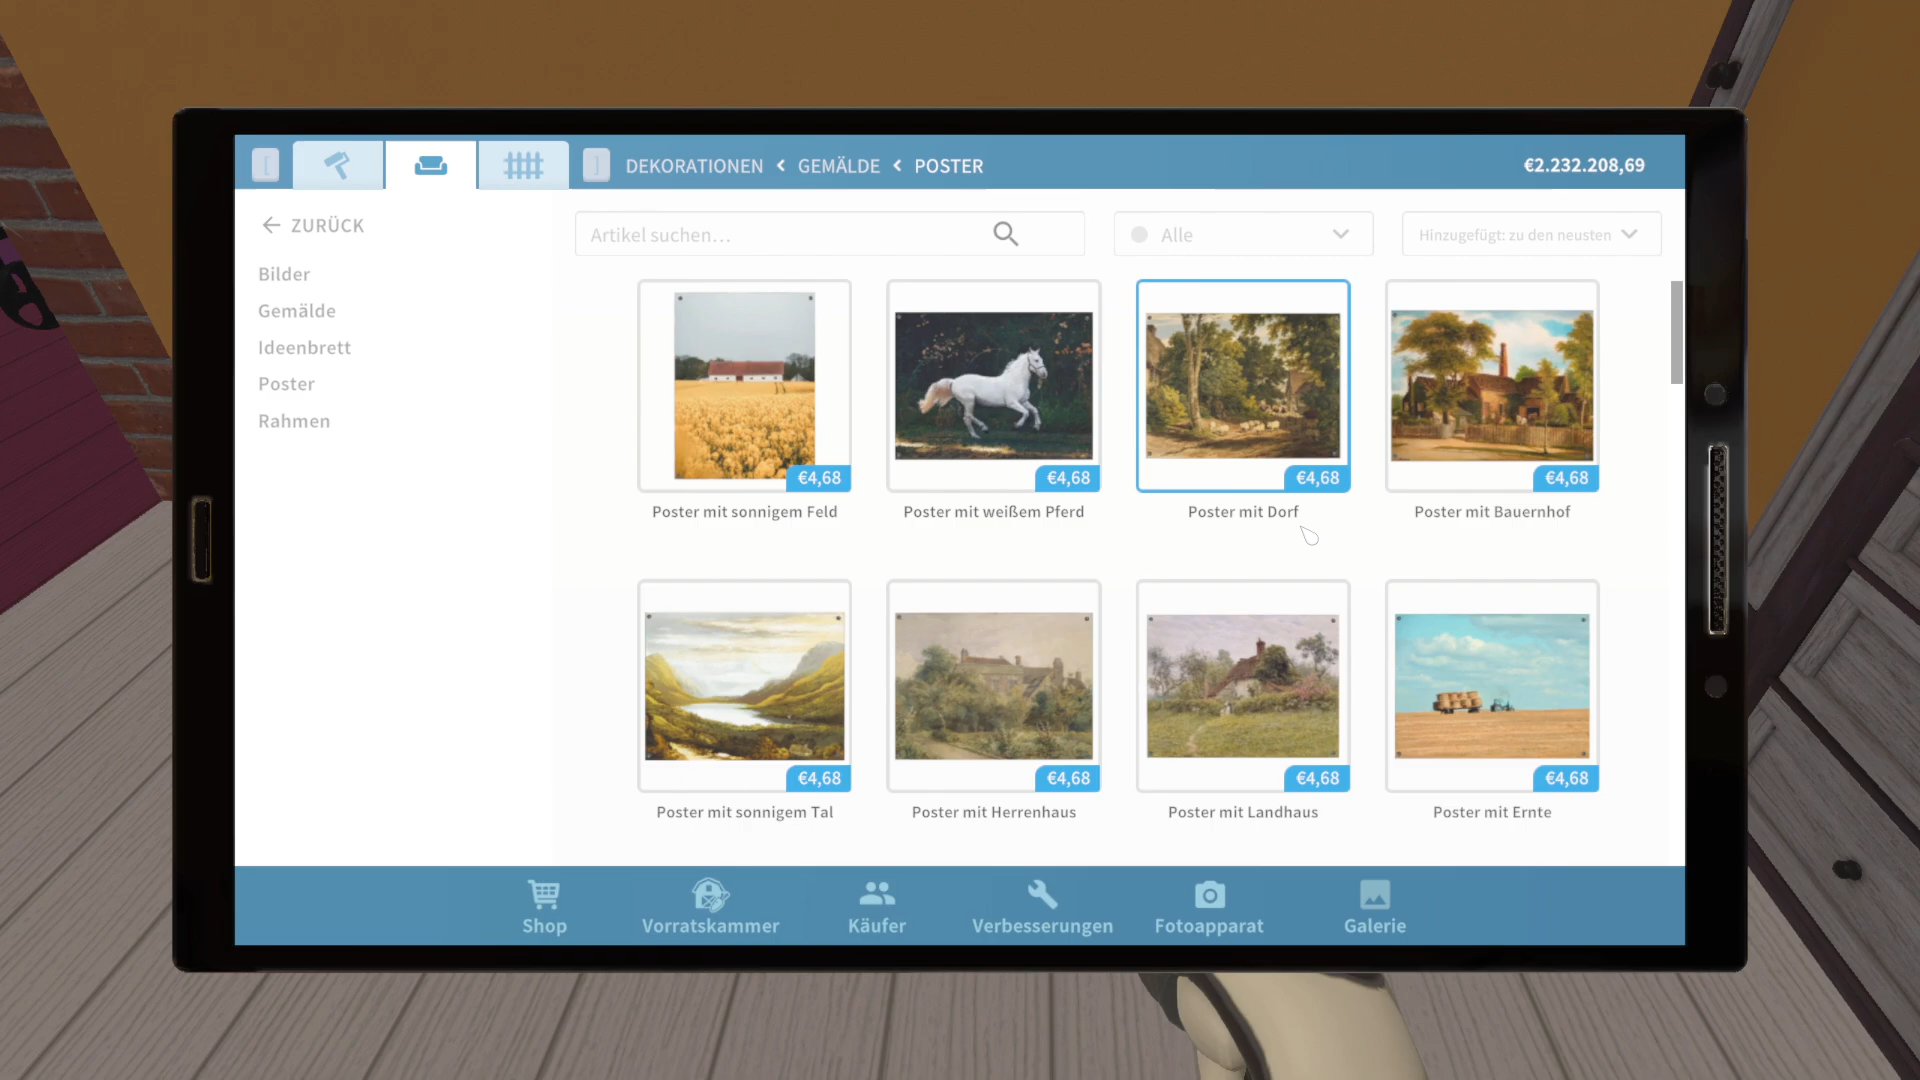 [ ] DEKORATIONEN < GEMÄLDE < POSTER €2.232.208,69
ZURÜCK
Bilder
Gemälde
Ideenbrett
Poster
Rahmen
Artikel suchen… Alle Hinzugefügt: zu den neusten
€4,68 €4,68 €4,68 €4,68
Poster mit sonnigem Feld Poster mit weißem Pferd Poster mit Dorf Poster mit Bauernhof
€4,68 €4,68 €4,68 €4,68
Poster mit sonnigem Tal Poster mit Herrenhaus Poster mit Landhaus Poster mit Ernte
Shop Vorratskammer Käufer Verbesserungen Fotoapparat Galerie